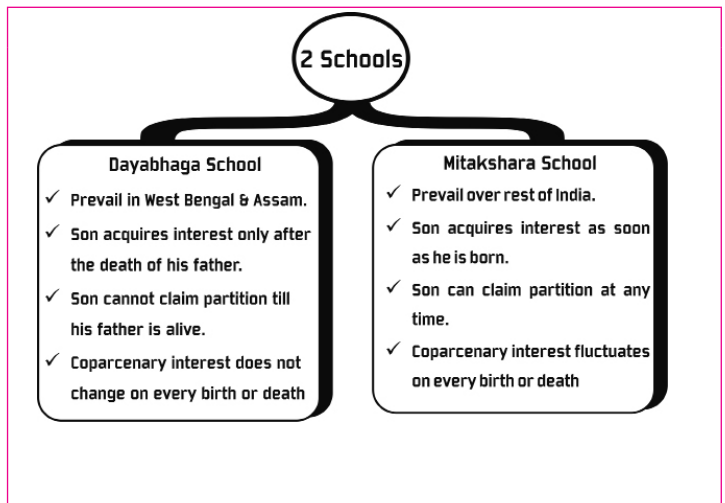 2 Schools
Dayabhaga School
✓ Prevail in West Bengal & Assam.
✓ Son acquires interest only after
the death of his father.
✓ Son cannot claim partition till
his father is alive.
✓ Coparcenary interest does not
change on every birth or death
Mitakshara School
✓ Prevail over rest of India.
✓ Son acquires interest as soon
as he is born.
✓ Son can claim partition at any
time.
✓ Coparcenary interest fluctuates
on every birth or death